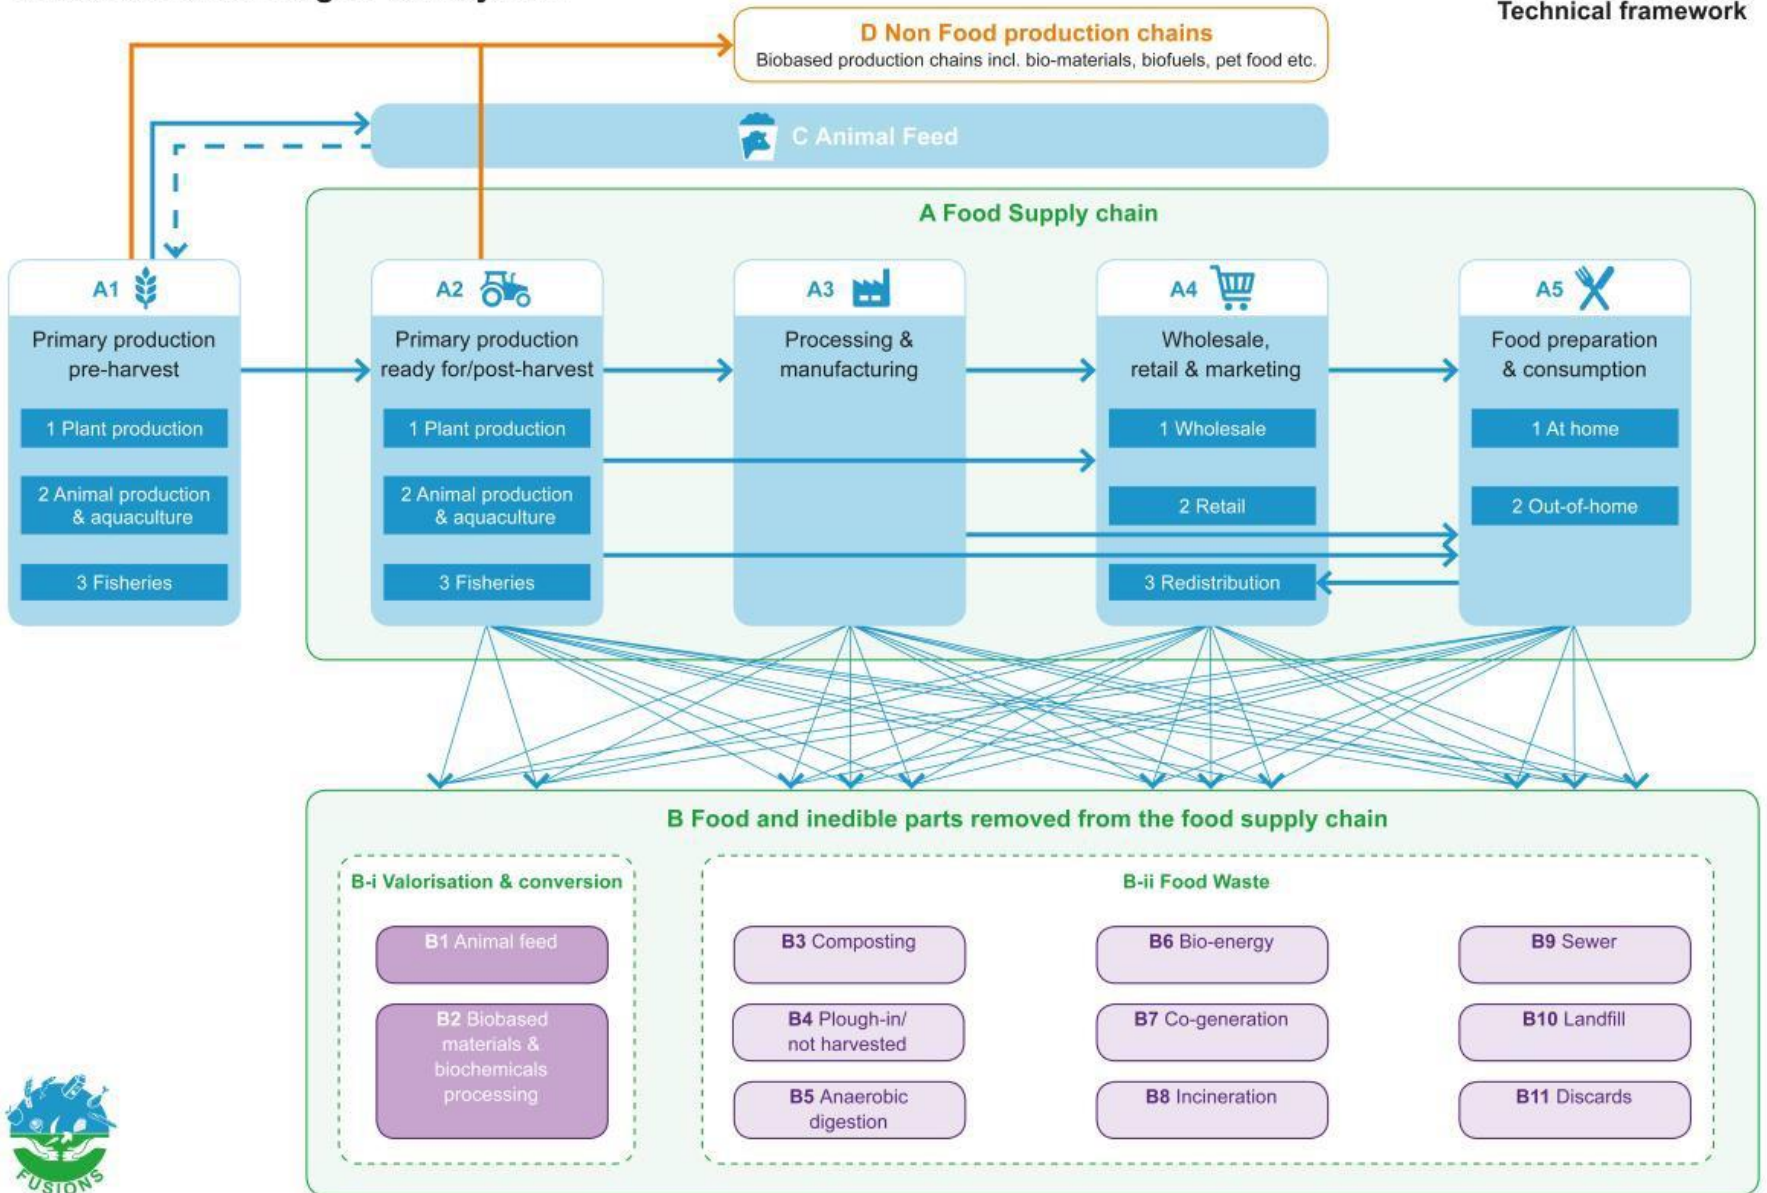 Technical framework
D Non Food production chains
Biobased production chains incl. bio-materials, biofuels, pet food etc.
C Animal Feed
A Food Supply chain
A1
Primary production
pre-harvest
1 Plant production
2 Animal production
& aquaculture
3 Fisheries
A2
Primary production
ready for/post-harvest
1 Plant production
2 Animal production
& aquaculture
3 Fisheries
A3
Processing &
manufacturing
A4
Wholesale,
retail & marketing
1 Wholesale
2 Retail
3 Redistribution
A5
Food preparation
& consumption
1 At home
2 Out-of-home
B Food and inedible parts removed from the food supply chain
B-i Valorisation & conversion
B1 Animal feed
B2 Biobased
materials &
biochemicals
processing
B-ii Food Waste
B3 Composting
B4 Plough-in/
not harvested
B5 Anaerobic
digestion
B6 Bio-energy
B7 Co-generation
B8 Incineration
B9 Sewer
B10 Landfill
B11 Discards
FUSIONS